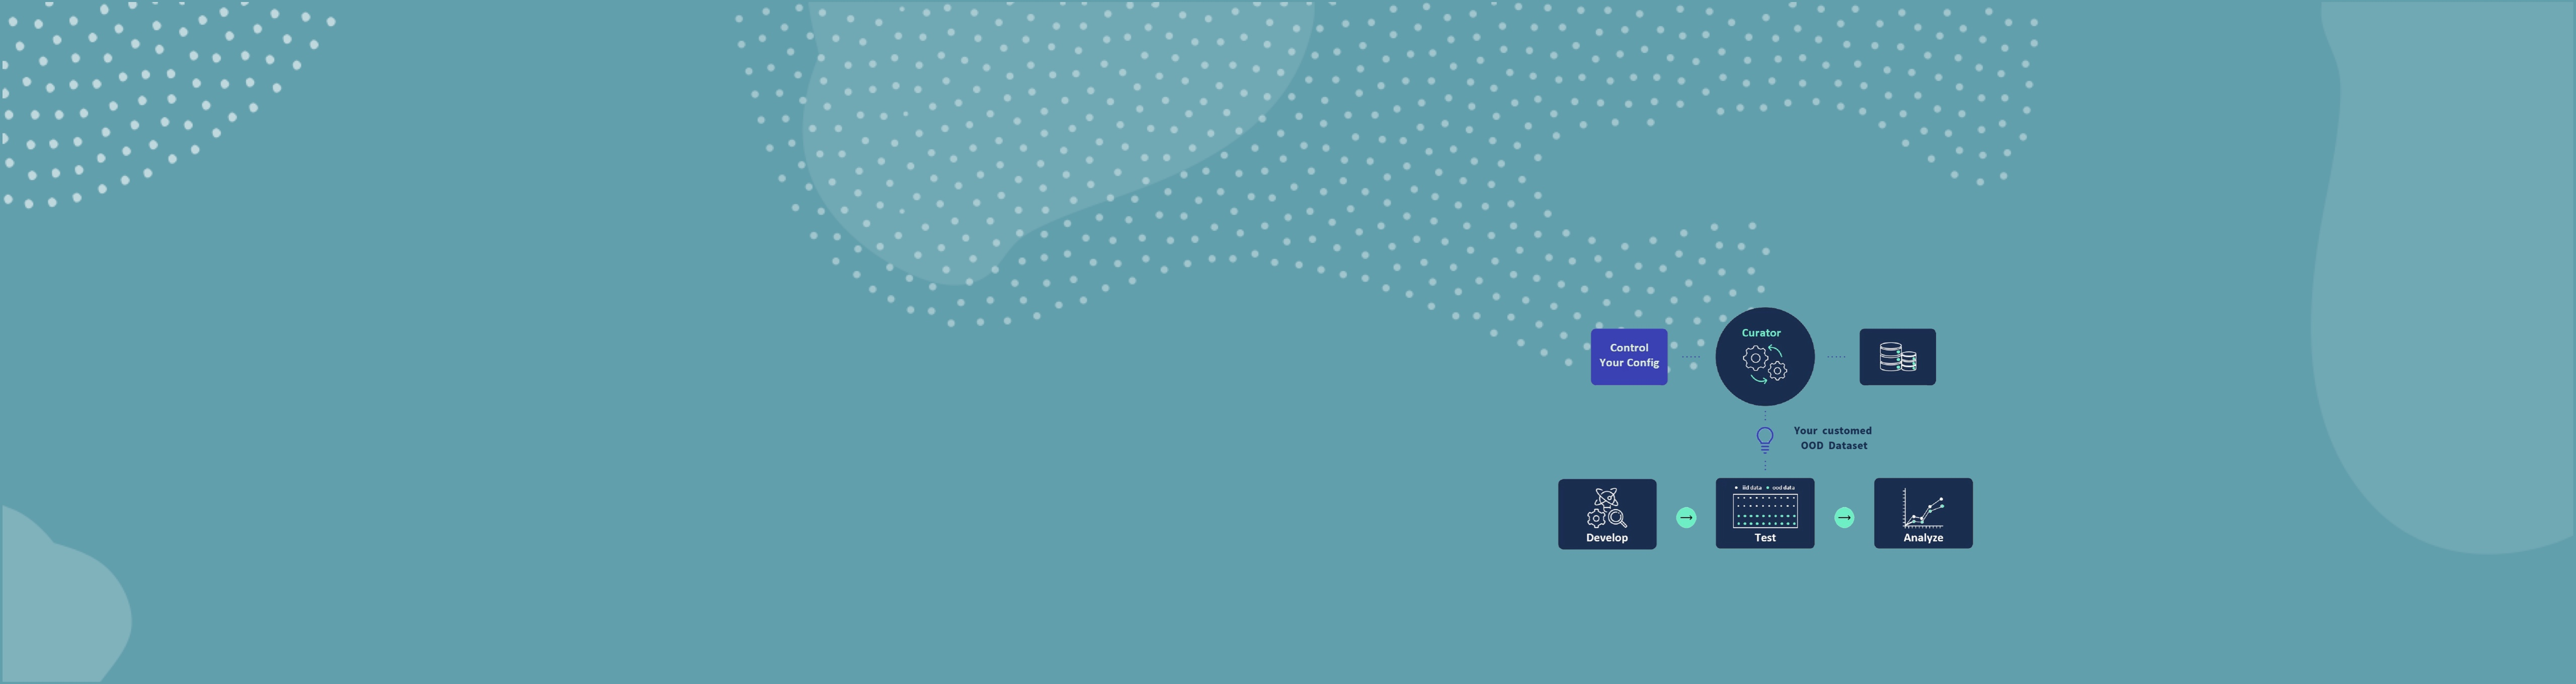 Curator
Control
Your Config
Your customed
OOD Dataset
iid data ood data
Develop
Test
Analyze